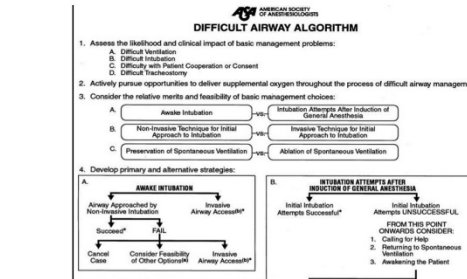 ASA AMERICAN SOCIETY
OF ANESTHESIOLOGISTS
DIFFICULT AIRWAY ALGORITHM
1. Assess the likelihood and clinical impact of basic management problems:
A. Difficult Ventilation
B. Difficult Intubation
C. Difficulty with Patient Cooperation or Consent
D. Difficult Tracheostomy
2. Actively pursue opportunities to deliver supplemental oxygen throughout the process of difficult airway managem
3. Consider the relative merits and feasibility of basic management choices:
A. Awake Intubation -vs- Intubation Attempts After Induction of
General Anesthesia
B. Non-Invasive Technique for Initial
Approach to Intubation -vs- Invasive Technique for Initial
Approach to Intubation
C. Preservation of Spontaneous Ventilation -vs- Ablation of Spontaneous Ventilation
4. Develop primary and alternative strategies:
A.
AWAKE INTUBATION
Airway Approached by
Non-Invasive Intubation
Invasive
Airway Access(b)*
Succeed*
FAIL
Cancel
Case
Consider Feasibility
of Other Options(a)
Invasive
Airway Access(b)*
B.
INTUBATION ATTEMPTS AFTER
INDUCTION OF GENERAL ANESTHESIA
Initial Intubation
Attempts Successful*
Initial Intubation
Attempts UNSUCCESSFUL
FROM THIS POINT
ONWARDS CONSIDER:
1. Calling for Help
2. Returning to Spontaneous
Ventilation
3. Awakening the Patient